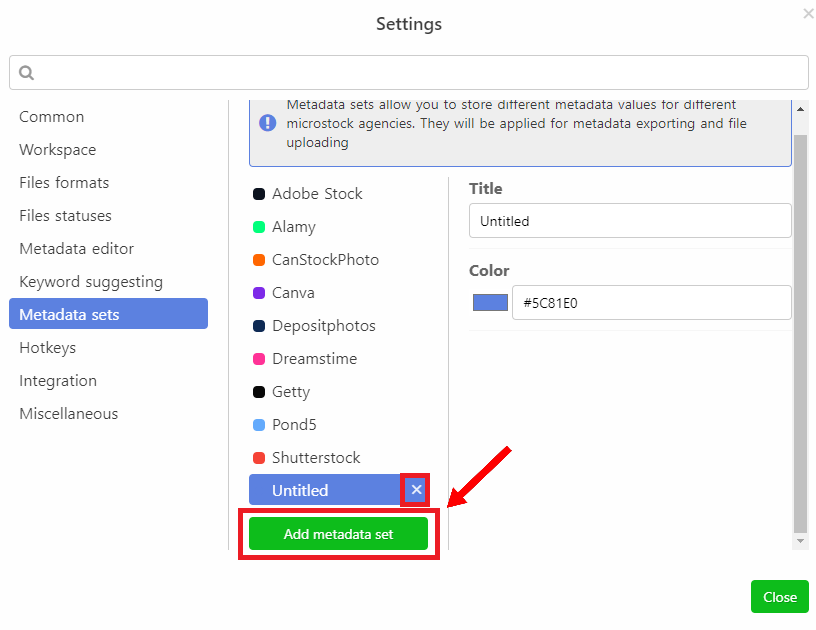 Settings
Common
Workspace
Files formats
Files statuses
Metadata editor
Keyword suggesting
Metadata sets
Hotkeys
Integration
Miscellaneous
Metadata sets allow you to store different metadata values for different
microstock agencies. They will be applied for metadata exporting and file
uploading
Adobe Stock
Alamy
CanStockPhoto
Canva
Depositphotos
Dreamstime
Getty
Pond5
Shutterstock
Untitled
Add metadata set
Title
Untitled
Color
#5C81E0
Close